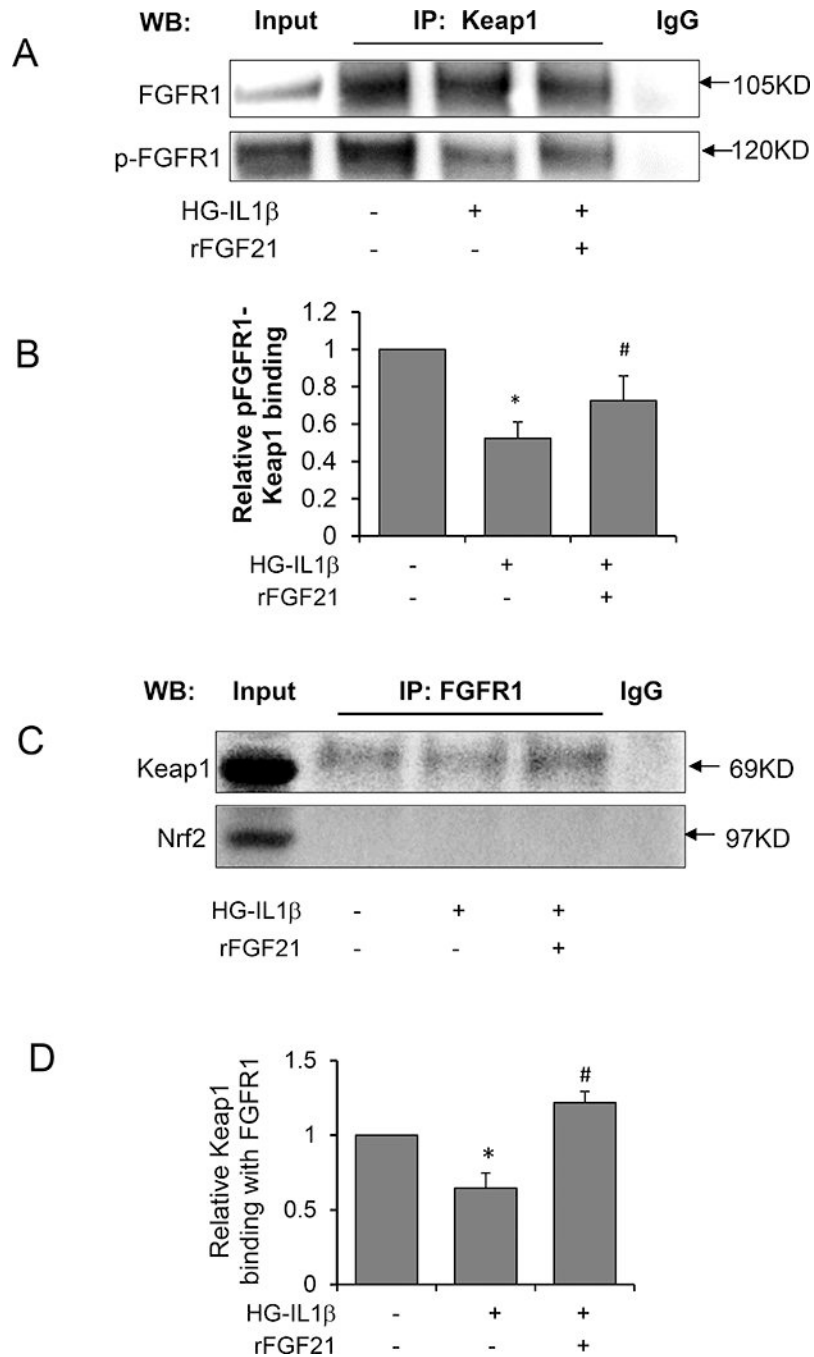 A
WB: Input IP: Keap1 IgG
FGFR1 105KD
p-FGFR1 120KD
HG-IL1β - + +
rFGF21 - - +
B
Relative pFGFR1-
Keap1 binding
1.2
1
0.8
0.6
0.4
0.2
0
*
#
HG-IL1β - + +
rFGF21 - - +
C
WB: Input IP: FGFR1 IgG
Keap1 69KD
Nrf2 97KD
HG-IL1β - + +
rFGF21 - - +
D
Relative Keap1
binding with FGFR1
1.5
1
0.5
0
*
#
HG-IL1β - + +
rFGF21 - - +